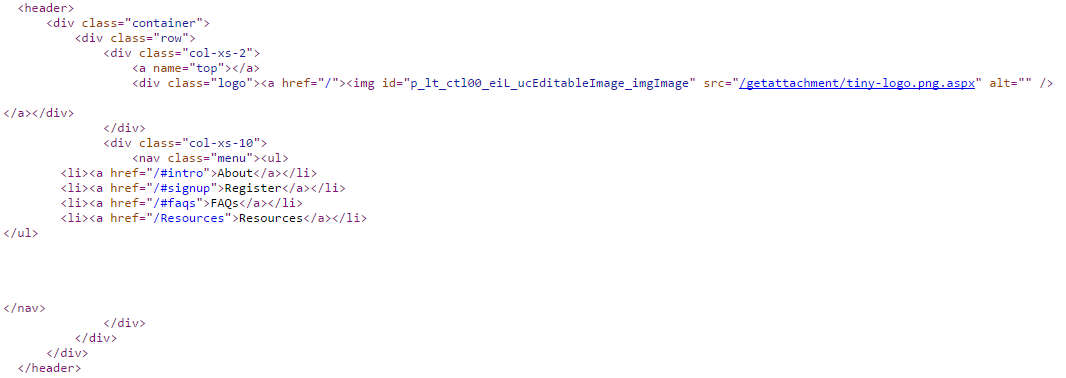 <header>
<div class="container">
<div class="row">
<div class="col-xs-2">
<a name="top"></a>
<div class="logo"><a href="/"><img id="p_lt_ctl00_eiL_ucEditableImage_imgImage" src="/getattachment/tiny-logo.png.aspx" alt="" />
</a></div>
</div>
<div class="col-xs-10">
<nav class="menu"><ul>
<li><a href="/#intro">About</a></li>
<li><a href="/#signup">Register</a></li>
<li><a href="/#faqs">FAQs</a></li>
<li><a href="/Resources">Resources</a></li>
</ul>
</nav>
</div>
</div>
</div>
</header>